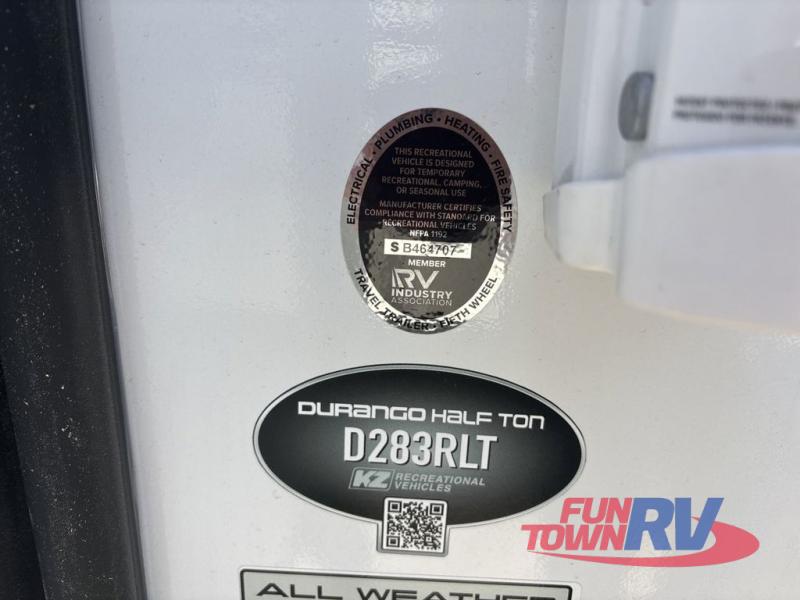 ELECTRICAL • PLUMBING • HEATING • FIRE SAFETY
THIS RECREATIONAL
VEHICLE IS DESIGNED
FOR TEMPORARY
RECREATIONAL, CAMPING,
OR SEASONAL USE
MANUFACTURER CERTIFIES
COMPLIANCE WITH STANDARD FOR
RECREATIONAL VEHICLES
NFPA 1192
S B464707
MEMBER
RV
INDUSTRY
ASSOCIATION
TRAVEL TRAILER • FIFTH WHEEL
DURANGO HALF TON
D283RLT
KZ RECREATIONAL
VEHICLES
FUN
TOWN RV
ALL WEATHER